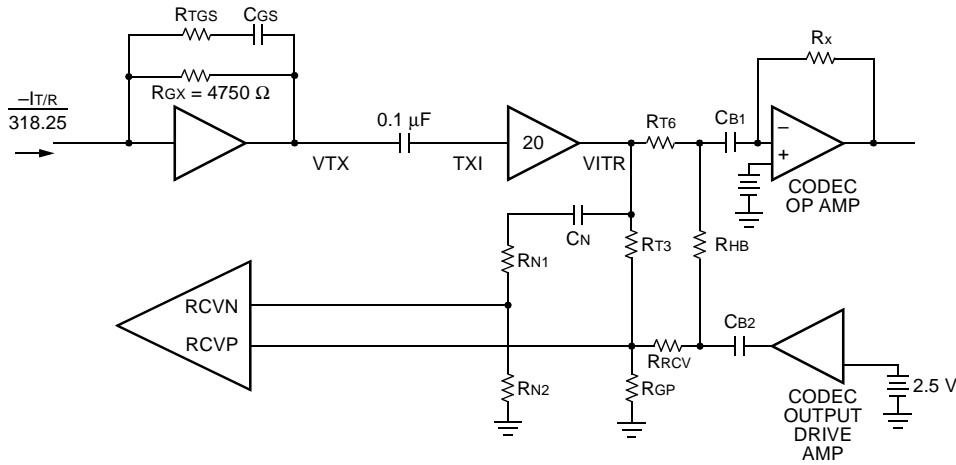 RTGS
CGS
RGX = 4750 Ω
–IT/R
318.25
0.1 µF
VTX
TXI
20
VITR
RT6
CB1
Rx
–
+
CODEC
OP AMP
CN
RN1
RT3
RHB
RCVN
RCVP
RN2
RRCV
RGP
CB2
CODEC
OUTPUT
DRIVE
AMP
2.5 V